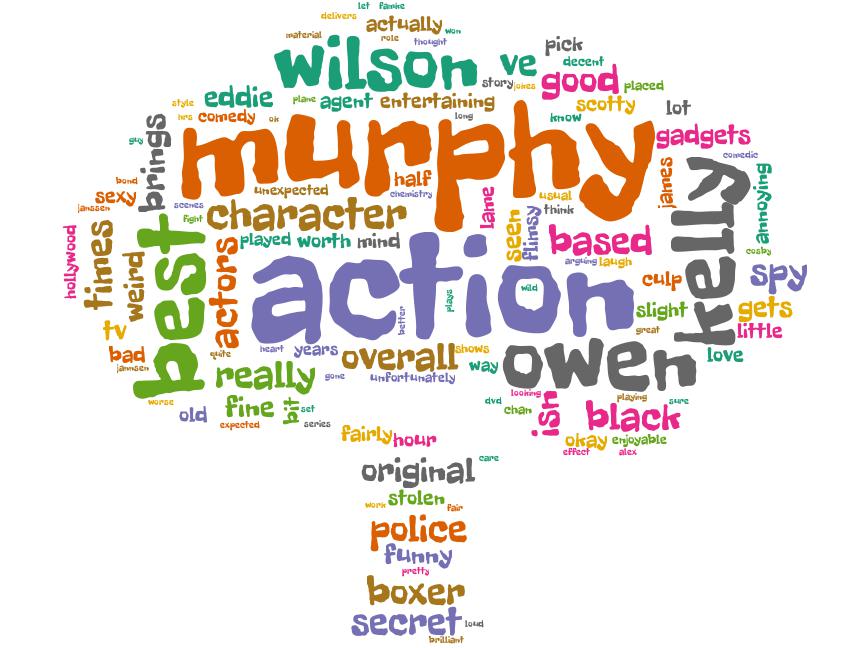 let famke
delivers
actually won
material role thought
wilson ve pick
decent
story jokes good placed
style eddie plane agent entertaining scotty lot
hrs comedy ok long know
murphy gadgets
guy brings comedic
half james kelly annoying
bond unexpected chemistry lame usual
sexy
janssen scenes character seen flimsy think
fight
hollywood times best actors played worth mind based
cosby
weird action arguing laugh
culp spy
wild
tv better plays slight gets
great little
bad quite heart years overall shows owen love
jannsen
really gone unfortunately way
worse looking playing sure
old fine bit set dvd chan ish black
expected series
fairly hour okay enjoyable
effect alex
original care
stolen
work fair
police
funny
pretty
boxer
secret loud
brilliant